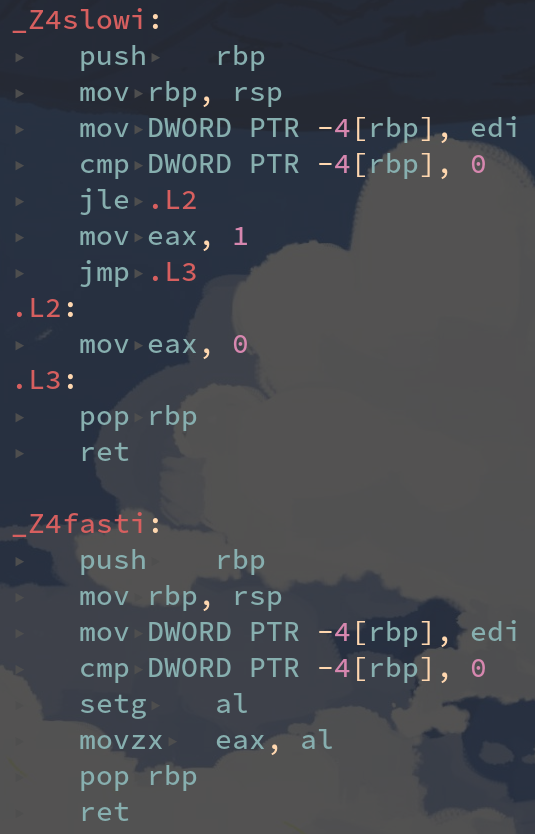 _Z4slowi:
push rbp
mov rbp, rsp
mov DWORD PTR -4[rbp], edi
cmp DWORD PTR -4[rbp], 0
jle .L2
mov eax, 1
jmp .L3
.L2:
mov eax, 0
.L3:
pop rbp
ret
_Z4fasti:
push rbp
mov rbp, rsp
mov DWORD PTR -4[rbp], edi
cmp DWORD PTR -4[rbp], 0
setg al
movzx eax, al
pop rbp
ret